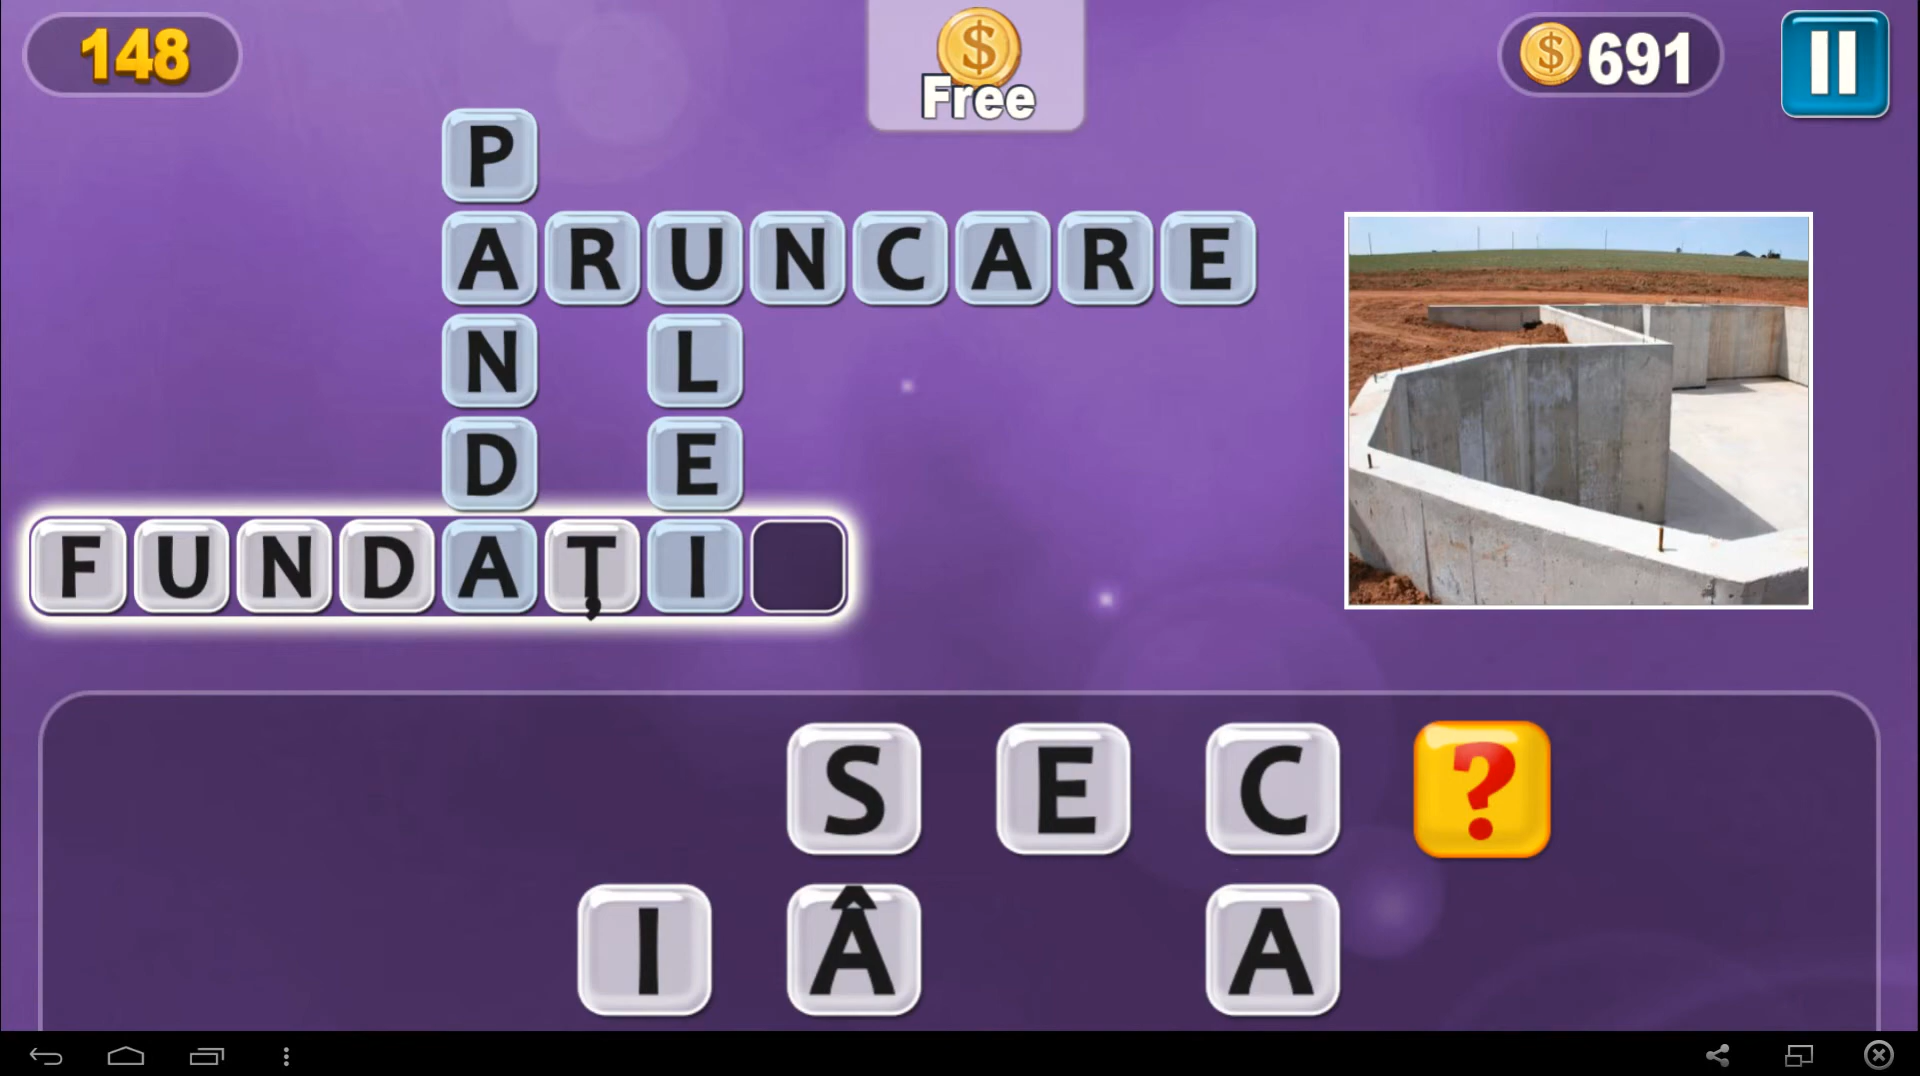 148
Free
691
P
ARUNCARE
N L
D E
FUNDAȚI
S E C ?
I Â A